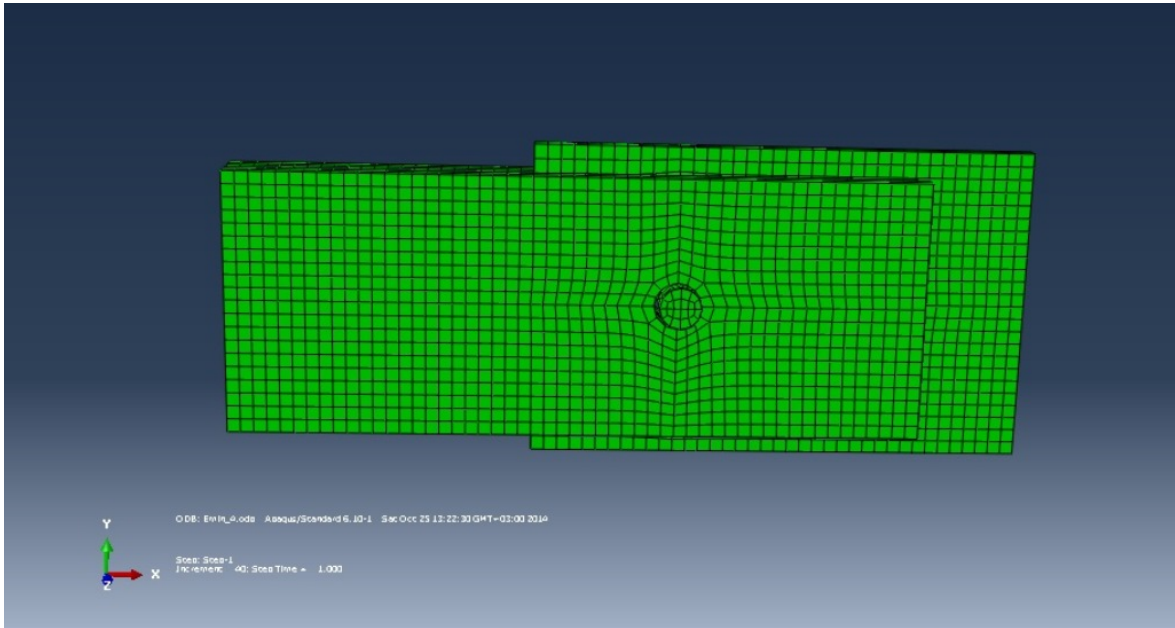 Y
ODB: Emin_4.odb Abaqus/Standard 6.10-1 Sat Oct 25 13:22:30 GMT+03:00 2014
Step: Step-1
X
Increment 40: Step Time = 1.000
Z